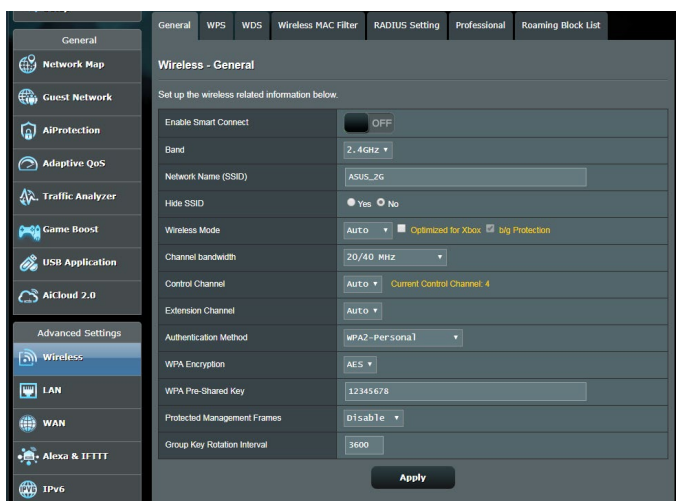 General
Network Map
Guest Network
AiProtection
Adaptive QoS
Traffic Analyzer
Game Boost
USB Application
AiCloud 2.0
Advanced Settings
Wireless
LAN
WAN
Alexa & IFTTT
IPv6
General WPS WDS Wireless MAC Filter RADIUS Setting Professional Roaming Block List
Wireless - General
Set up the wireless related information below.
Enable Smart Connect OFF
Band 2.4GHz
Network Name (SSID) ASUS_2G
Hide SSID Yes No
Wireless Mode Auto Optimized for Xbox b/g Protection
Channel bandwidth 20/40 MHz
Control Channel Auto Current Control Channel: 4
Extension Channel Auto
Authentication Method WPA2-Personal
WPA Encryption AES
WPA Pre-Shared Key 12345678
Protected Management Frames Disable
Group Key Rotation Interval 3600
Apply